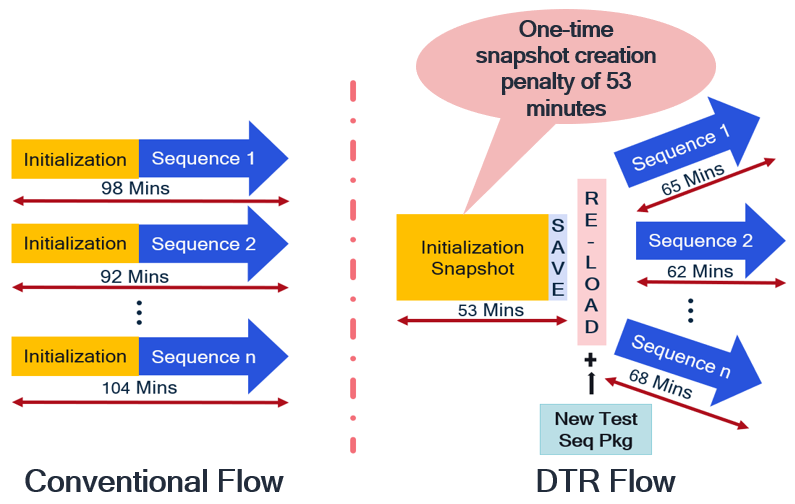 Initialization
Sequence 1
98 Mins
Initialization
Sequence 2
92 Mins
Initialization
Sequence n
104 Mins
Conventional Flow
One-time
snapshot creation
penalty of 53
minutes
Initialization
Snapshot
SAVE
53 Mins
RE-LOAD
+
New Test
Seq Pkg
Sequence 1
65 Mins
Sequence 2
62 Mins
Sequence n
68 Mins
DTR Flow